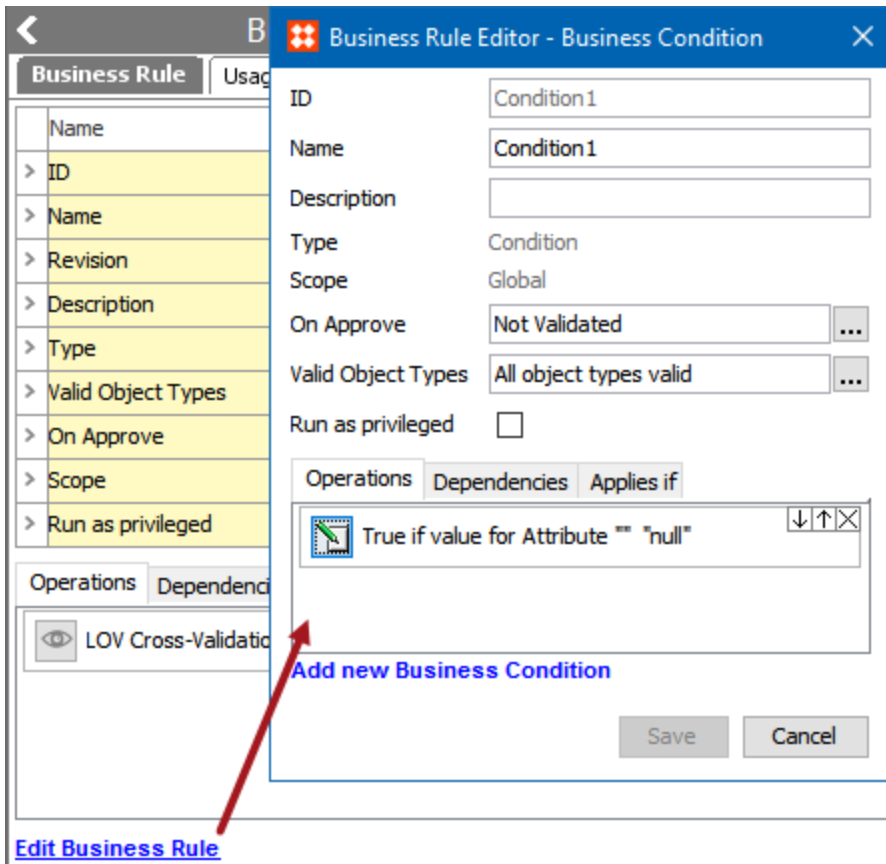 B
Business Rule
Usag
Name
ID
Name
Revision
Description
Type
Valid Object Types
On Approve
Scope
Run as privileged
Operations
Dependenci
LOV Cross-Validatio
Edit Business Rule
Business Rule Editor - Business Condition
ID Condition1
Name Condition1
Description
Type Condition
Scope Global
On Approve Not Validated ...
Valid Object Types All object types valid ...
Run as privileged
Operations Dependencies Applies if
True if value for Attribute "" "null"
Add new Business Condition
Save Cancel